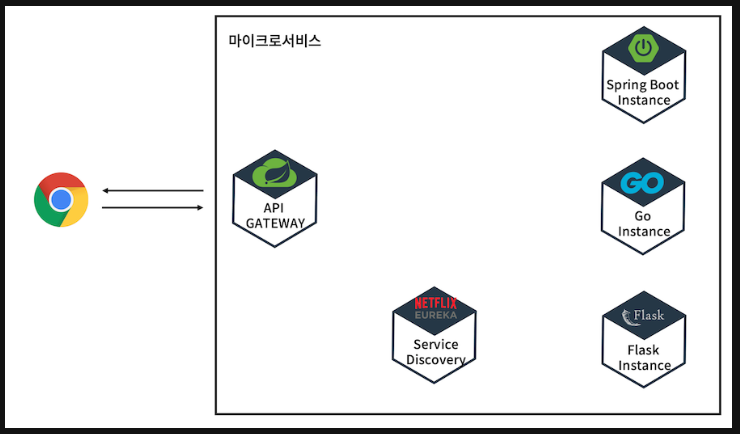 마이크로서비스
Spring Boot
Instance
API
GATEWAY
GO
Go
Instance
NETFLIX
EUREKA
Service
Discovery
Flask
Flask
Instance